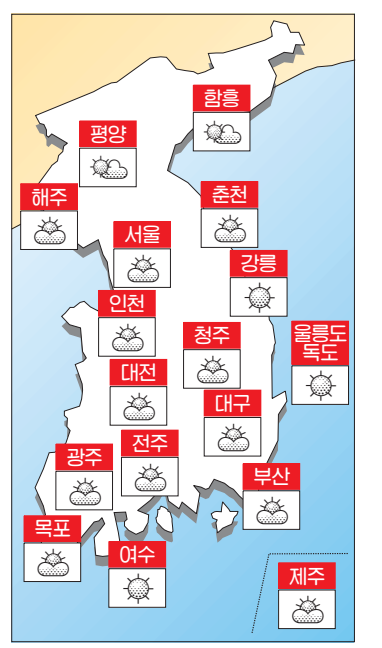 함흥
평양
해주
춘천
서울
강릉
인천
울릉도
독도
청주
대전
대구
전주
광주
부산
목포
여수
제주